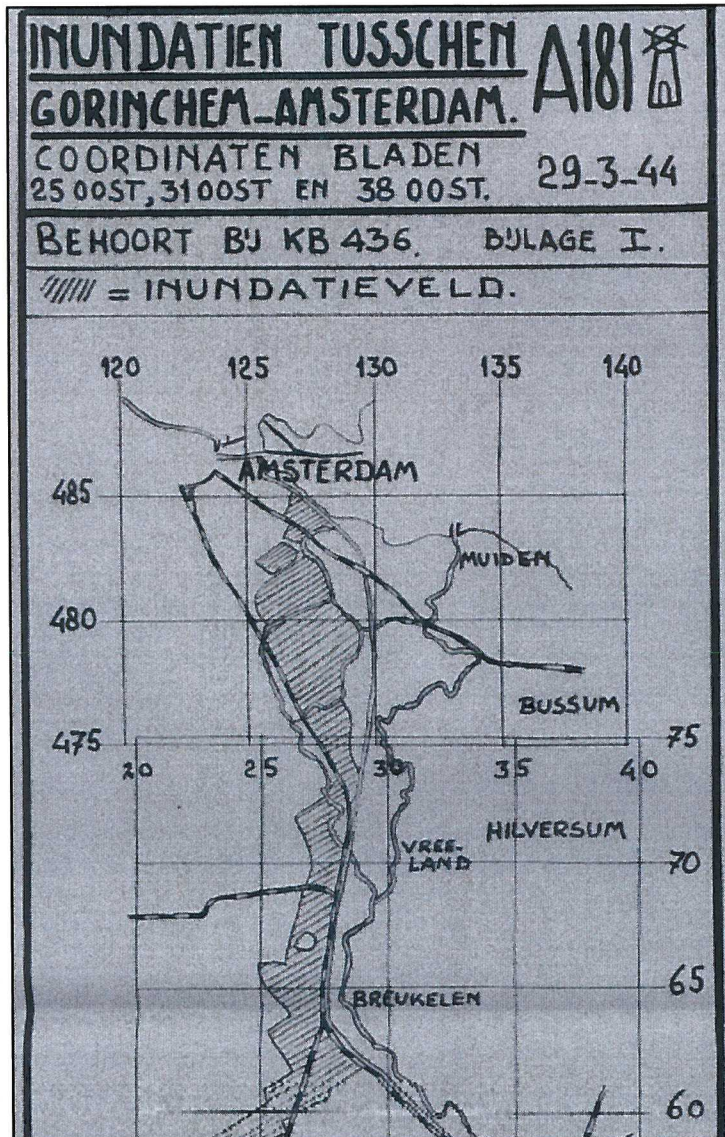 INUNDATIEN TUSSCHEN
GORINCHEM-AMSTERDAM.
A181
COORDINATEN BLADEN
25 OOST, 31 OOST EN 38 OOST.
29-3-44
BEHOORT BIJ KB 436. BIJLAGE I.
= INUNDATIEVELD.
120 125 130 135 140
AMSTERDAM
485
MUIDEN
480
BUSSUM
475 75
20 25 30 35 40
HILVERSUM
VREE-
LAND
70
65
BREUKELEN
60